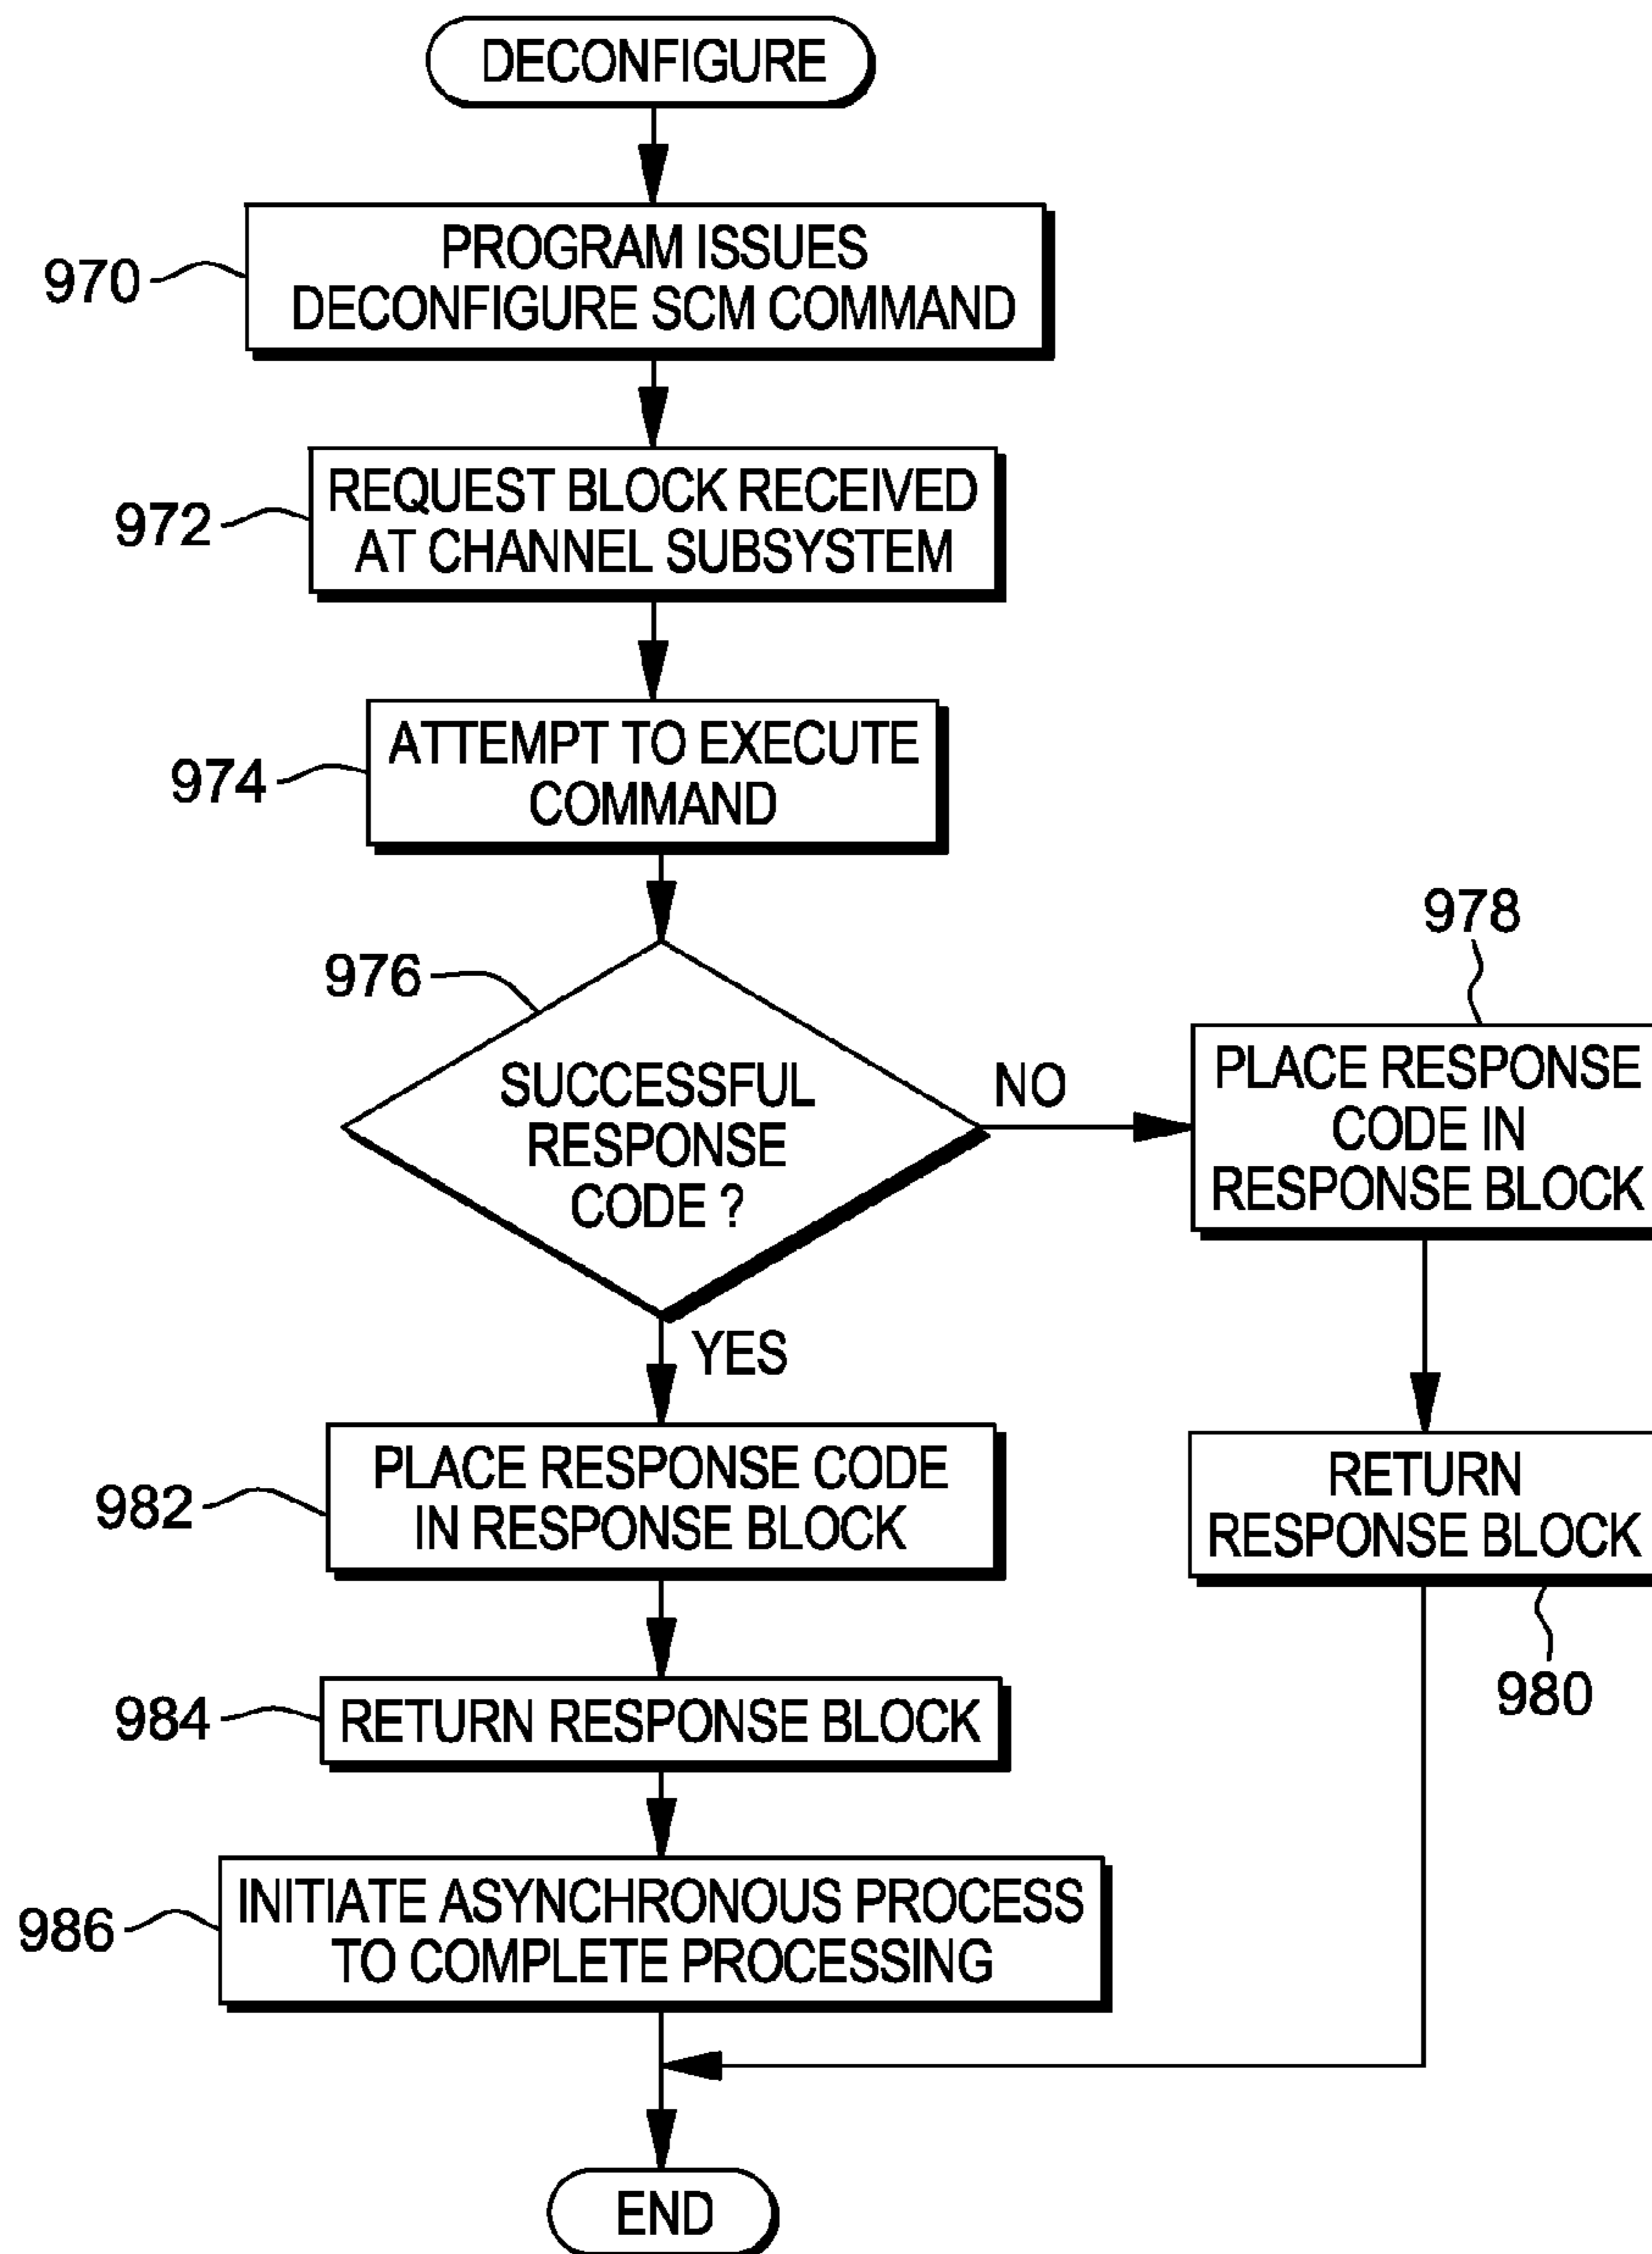 DECONFIGURE
970
PROGRAM ISSUES
DECONFIGURE SCM COMMAND
972
REQUEST BLOCK RECEIVED
AT CHANNEL SUBSYSTEM
974
ATTEMPT TO EXECUTE
COMMAND
976
SUCCESSFUL
RESPONSE
CODE ?
NO
978
PLACE RESPONSE
CODE IN
RESPONSE BLOCK
RETURN
RESPONSE BLOCK
980
YES
982
PLACE RESPONSE CODE
IN RESPONSE BLOCK
984
RETURN RESPONSE BLOCK
986
INITIATE ASYNCHRONOUS PROCESS
TO COMPLETE PROCESSING
END